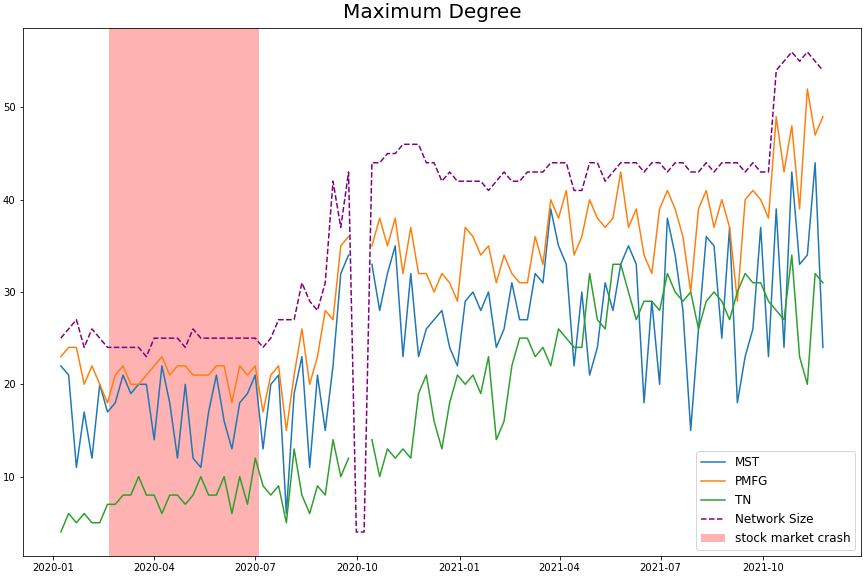 Maximum Degree
50
40
30
20
10
2020-01
2020-04
2020-07
2020-10
2021-01
2021-04
2021-07
2021-10
MST
PMFG
TN
Network Size
stock market crash